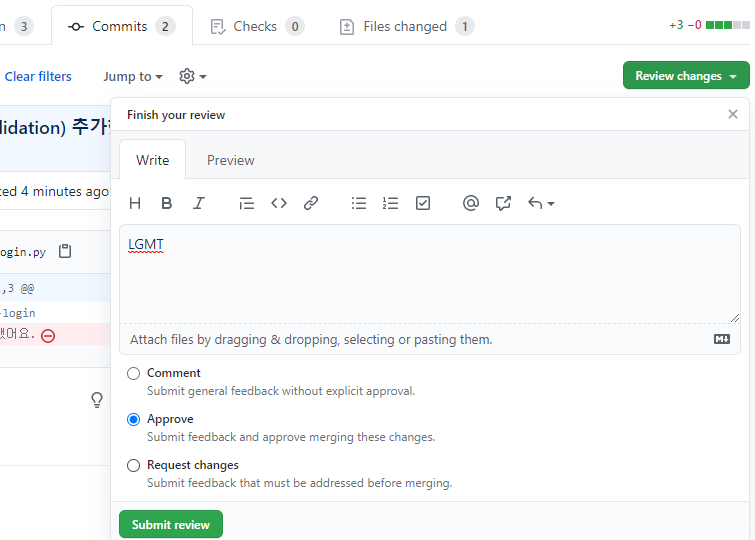 Commits 2
Checks 0
Files changed 1
+3 −0
3
Clear filters
Jump to
Review changes
Finish your review
Write
Preview
LGMT
Attach files by dragging & dropping, selecting or pasting them.
Comment
Submit general feedback without explicit approval.
Approve
Submit feedback and approve merging these changes.
Request changes
Submit feedback that must be addressed before merging.
Submit review
lidation) 추가
ted 4 minutes ago
ogin.py
,3 @@
-login
어요.